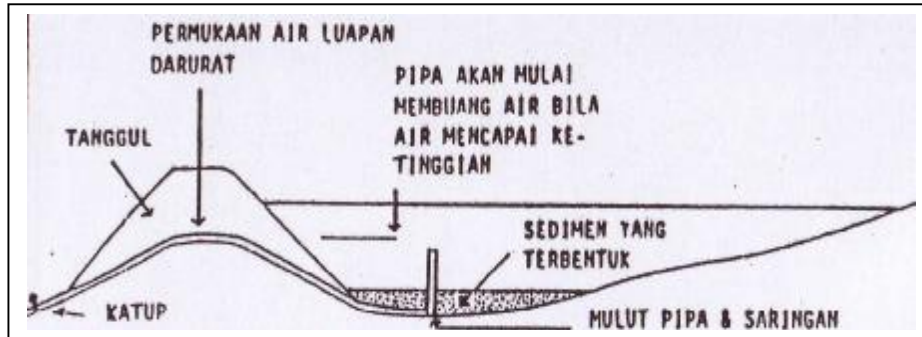 PERMUKAAN AIR LUAPAN
DARURAT
PIPA AKAN MULAI
MEMBUANG AIR BILA
AIR MENCAPAI KE-
TINGGIAN
TANGGUL
SEDIMEN YANG
TERBENTUK
KATUP
MULUT PIPA & SARINGAN